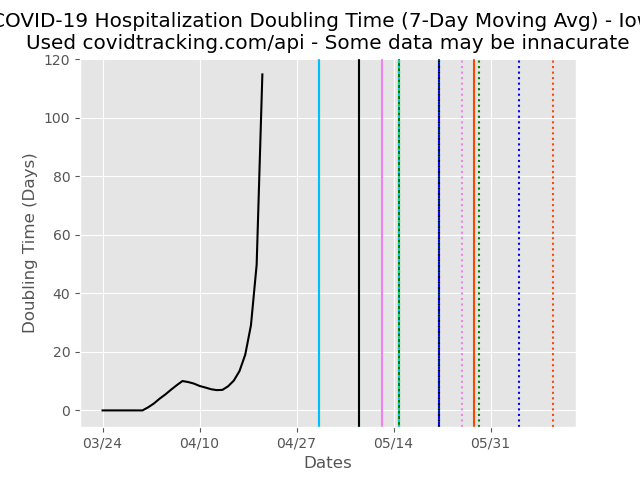 COVID-19 Hospitalization Doubling Time (7-Day Moving Avg) - Iow
Used covidtracking.com/api - Some data may be innacurate
120
100
80
60
40
20
0
Doubling Time (Days)
03/24 04/10 04/27 05/14 05/31
Dates